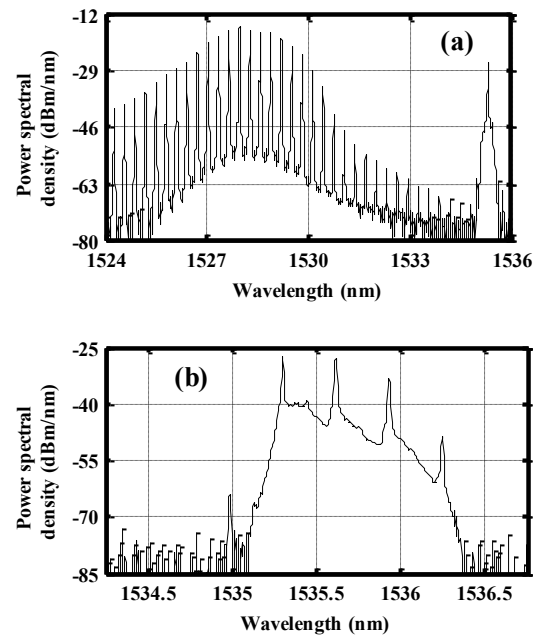 (a)
Power spectral
density (dBm/nm)
-12
-29
-46
-63
-80
1524
1527
1530
1533
1536
Wavelength (nm)
(b)
Power spectral
density (dBm/nm)
-25
-40
-55
-70
-85
1534.5
1535
1535.5
1536
1536.5
Wavelength (nm)